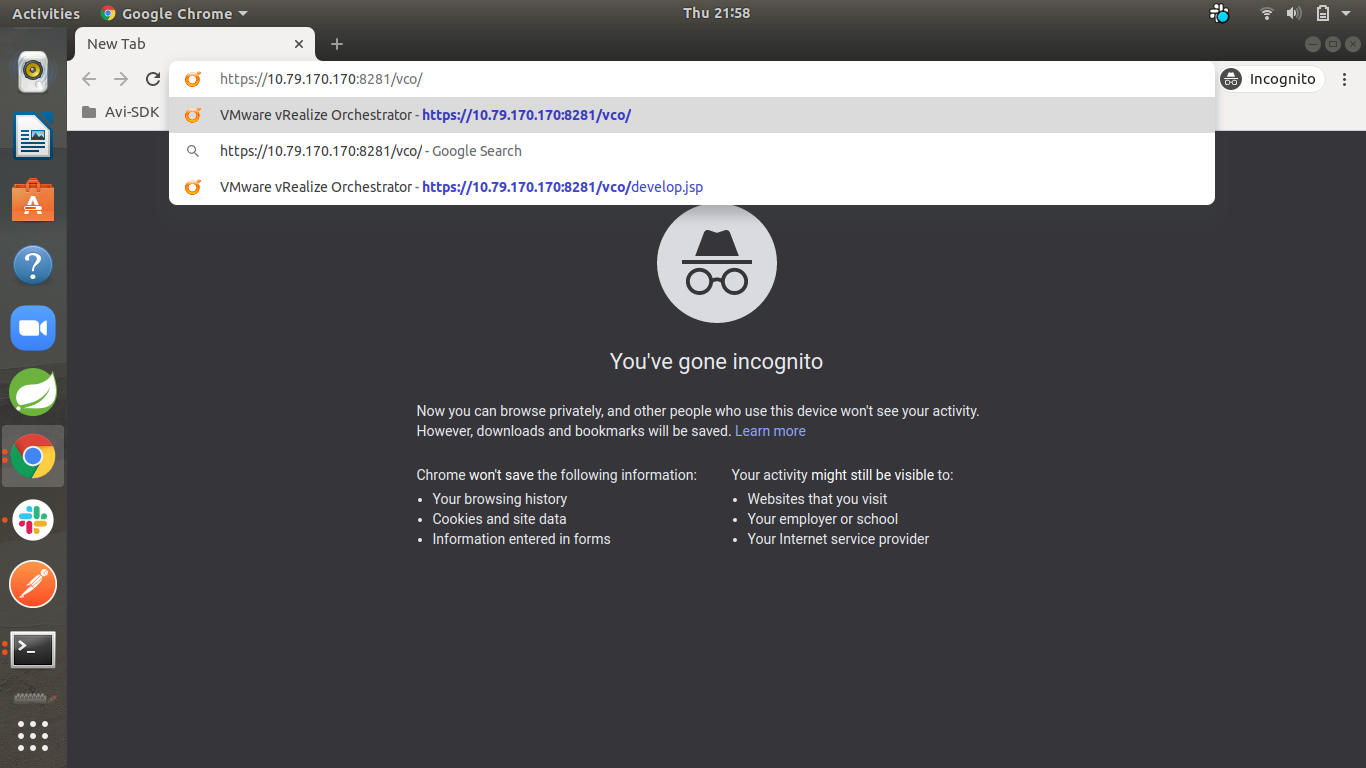 Activities Google Chrome Thu 21:58
New Tab
https://10.79.170.170:8281/vco/
Incognito
VMware vRealize Orchestrator - https://10.79.170.170:8281/vco/
Avi-SDK
https://10.79.170.170:8281/vco/ - Google Search
VMware vRealize Orchestrator - https://10.79.170.170:8281/vco/develop.jsp
You've gone incognito
Now you can browse privately, and other people who use this device won't see your activity.
However, downloads and bookmarks will be saved. Learn more
Chrome won't save the following information:
• Your browsing history
• Cookies and site data
• Information entered in forms
Your activity might still be visible to:
• Websites that you visit
• Your employer or school
• Your Internet service provider